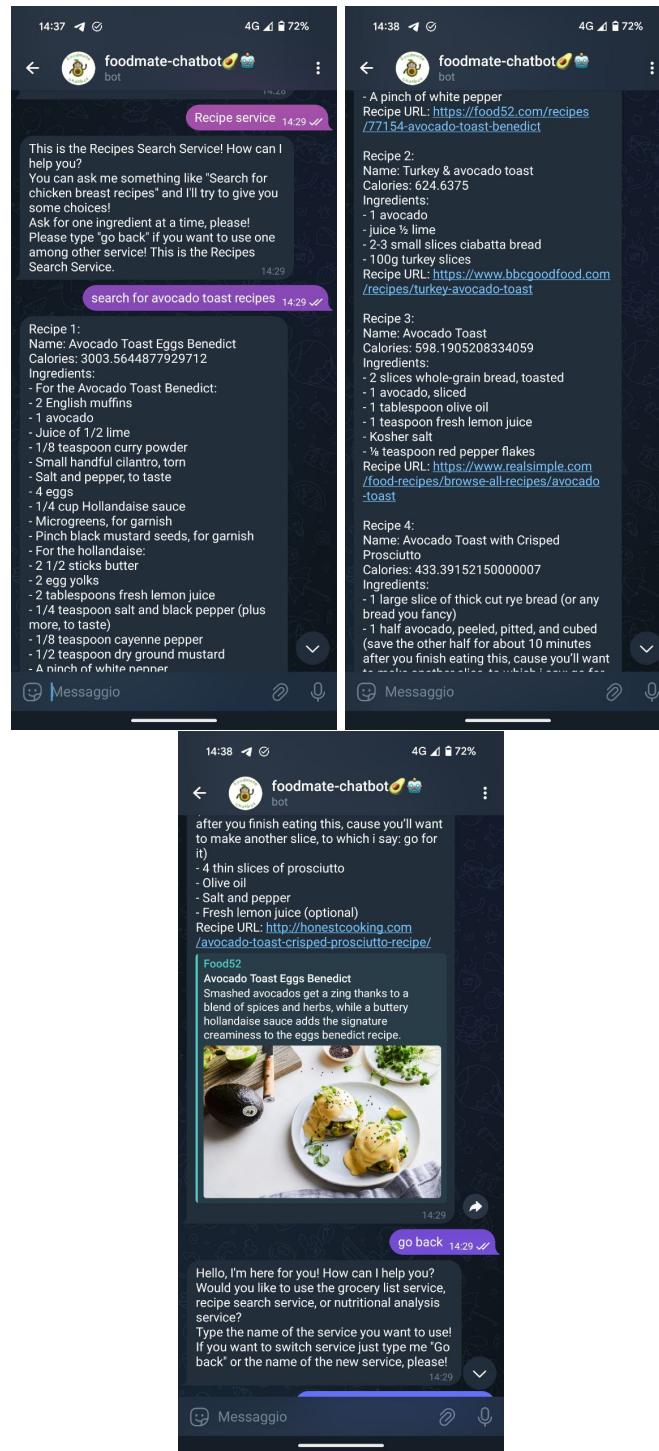 14:37
4G 72%
foodmate-chatbot
bot
14:28
Recipe service 14:29
This is the Recipes Search Service! How can I
help you?
You can ask me something like "Search for
chicken breast recipes" and I'll try to give you
some choices!
Ask for one ingredient at a time, please!
Please type "go back" if you want to use one
among other service! This is the Recipes
Search Service.
14:29
search for avocado toast recipes 14:29
Recipe 1:
Name: Avocado Toast Eggs Benedict
Calories: 3003.5644877929712
Ingredients:
- For the Avocado Toast Benedict:
- 2 English muffins
- 1 avocado
- Juice of 1/2 lime
- 1/8 teaspoon curry powder
- Small handful cilantro, torn
- Salt and pepper, to taste
- 4 eggs
- 1/4 cup Hollandaise sauce
- Microgreens, for garnish
- Pinch black mustard seeds, for garnish
- For the hollandaise:
- 2 1/2 sticks butter
- 2 egg yolks
- 2 tablespoons fresh lemon juice
- 1/4 teaspoon salt and black pepper (plus
more, to taste)
- 1/8 teaspoon cayenne pepper
- 1/2 teaspoon dry ground mustard
- A pinch of white pepper
Messaggio
14:38
4G 72%
foodmate-chatbot
bot
- A pinch of white pepper
Recipe URL: https://food52.com/recipes
/77154-avocado-toast-benedict
Recipe 2:
Name: Turkey & avocado toast
Calories: 624.6375
Ingredients:
- 1 avocado
- juice ½ lime
- 2-3 small slices ciabatta bread
- 100g turkey slices
Recipe URL: https://www.bbcgoodfood.com
/recipes/turkey-avocado-toast
Recipe 3:
Name: Avocado Toast
Calories: 598.1905208334059
Ingredients:
- 2 slices whole-grain bread, toasted
- 1 avocado, sliced
- 1 tablespoon olive oil
- 1 teaspoon fresh lemon juice
- Kosher salt
- ⅛ teaspoon red pepper flakes
Recipe URL: https://www.realsimple.com
/food-recipes/browse-all-recipes/avocado
-toast
Recipe 4:
Name: Avocado Toast with Crisped
Prosciutto
Calories: 433.39152150000007
Ingredients:
- 1 large slice of thick cut rye bread (or any
bread you fancy)
- 1 half avocado, peeled, pitted, and cubed
(save the other half for about 10 minutes
after you finish eating this, cause you'll want
to make another slice, to which i say: go for
Messaggio
14:38
4G 72%
foodmate-chatbot
bot
after you finish eating this, cause you'll want
to make another slice, to which i say: go for
it)
- 4 thin slices of prosciutto
- Olive oil
- Salt and pepper
- Fresh lemon juice (optional)
Recipe URL: http://honestcooking.com
/avocado-toast-crisped-prosciutto-recipe/
Food52
Avocado Toast Eggs Benedict
Smashed avocados get a zing thanks to a
blend of spices and herbs, while a buttery
hollandaise sauce adds the signature
creaminess to the eggs benedict recipe.
14:29
go back 14:29
Hello, I'm here for you! How can I help you?
Would you like to use the grocery list service,
recipe search service, or nutritional analysis
service?
Type the name of the service you want to use!
If you want to switch service just type me "Go
back" or the name of the new service, please!
14:29
Messaggio